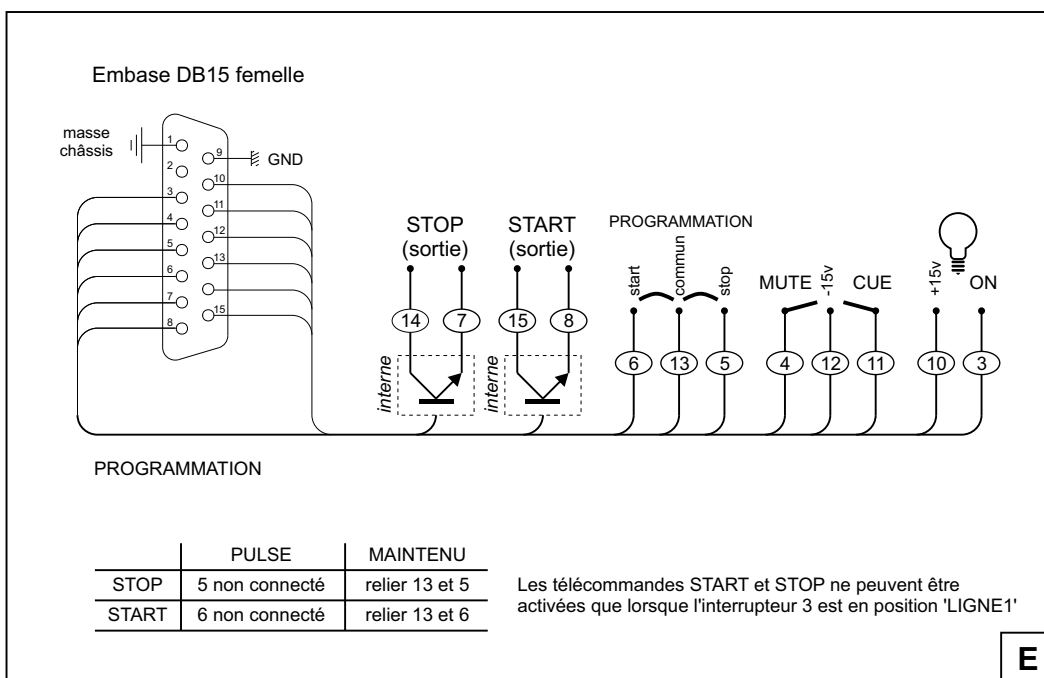 Embase DB15 femelle
masse
châssis
1
2
3
4
5
6
7
8
9
10
11
12
13
15
GND
STOP
(sortie)
START
(sortie)
PROGRAMMATION
start
commun
stop
MUTE
-15v
CUE
+15v
ON
14
7
15
8
6
13
5
4
12
11
10
3
interne
interne
PROGRAMMATION
PULSE MAINTENU
STOP 5 non connecté relier 13 et 5
START 6 non connecté relier 13 et 6
Les télécommandes START et STOP ne peuvent être
activées que lorsque l'interrupteur 3 est en position 'LIGNE1'
E